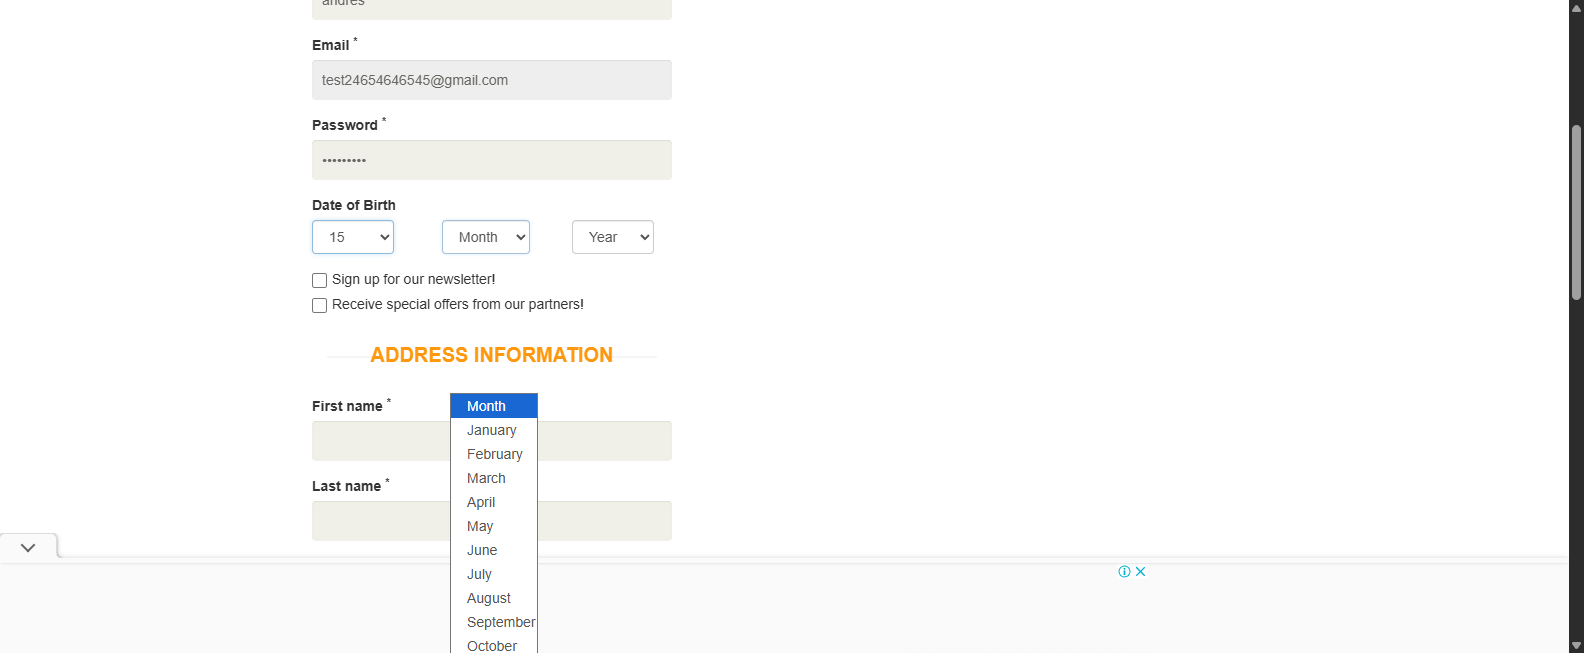 andres
Email *
test24654646545@gmail.com
Password *
•••••••••
Date of Birth
15 Month Year
Sign up for our newsletter!
Receive special offers from our partners!
ADDRESS INFORMATION
First name *
Last name *
Month
January
February
March
April
May
June
July
August
September
October